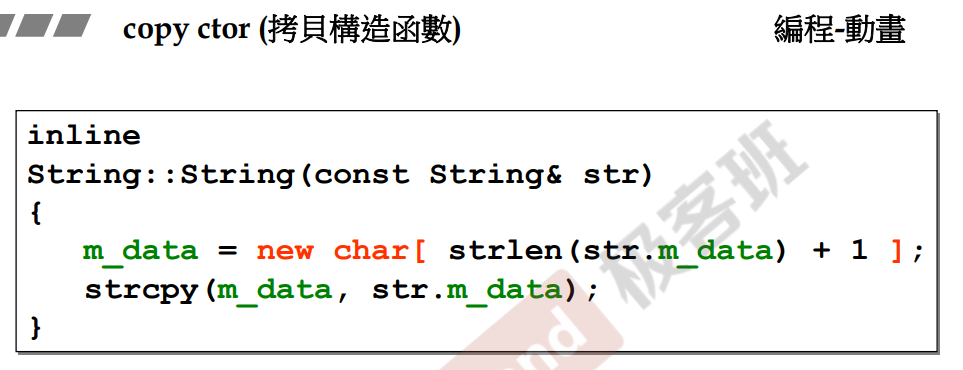 copy ctor (拷貝構造函數) 編程-動畫
inline
String::String(const String& str)
{
m_data = new char[ strlen(str.m_data) + 1 ];
strcpy(m_data, str.m_data);
}
极客班
and